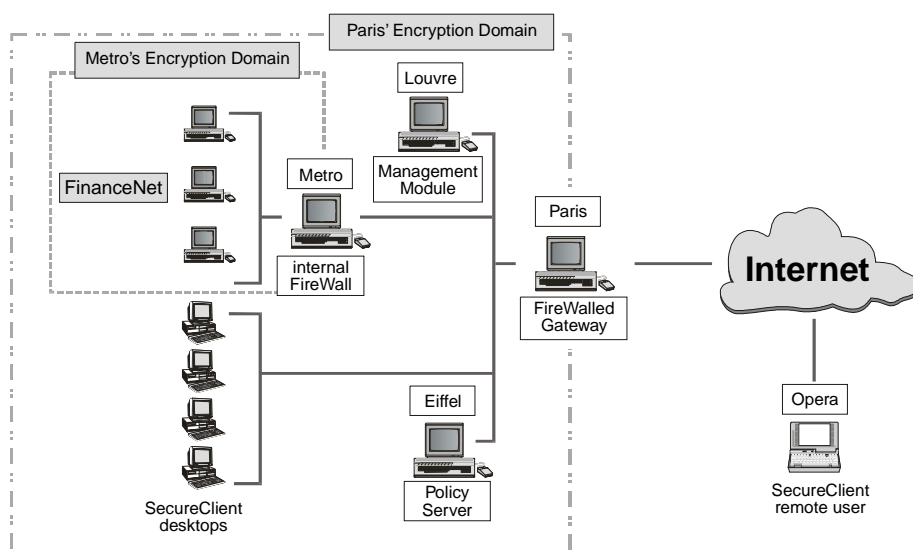 Paris' Encryption Domain
Metro's Encryption Domain
Louvre
Management
Module
FinanceNet
Metro
internal
FireWall
Paris
FireWalled
Gateway
Internet
Eiffel
Policy
Server
SecureClient
desktops
Opera
SecureClient
remote user